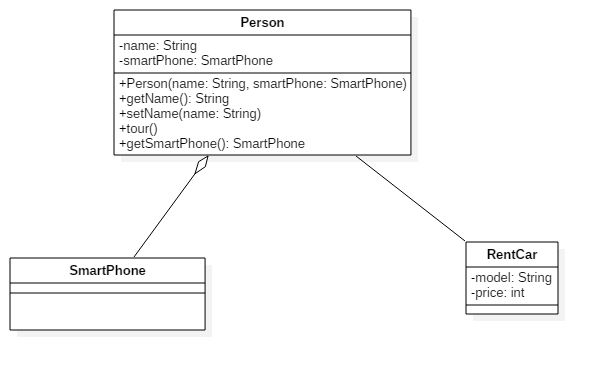 Person
-name: String
-smartPhone: SmartPhone
+Person(name: String, smartPhone: SmartPhone)
+getName(): String
+setName(name: String)
+tour()
+getSmartPhone(): SmartPhone
SmartPhone
RentCar
-model: String
-price: int